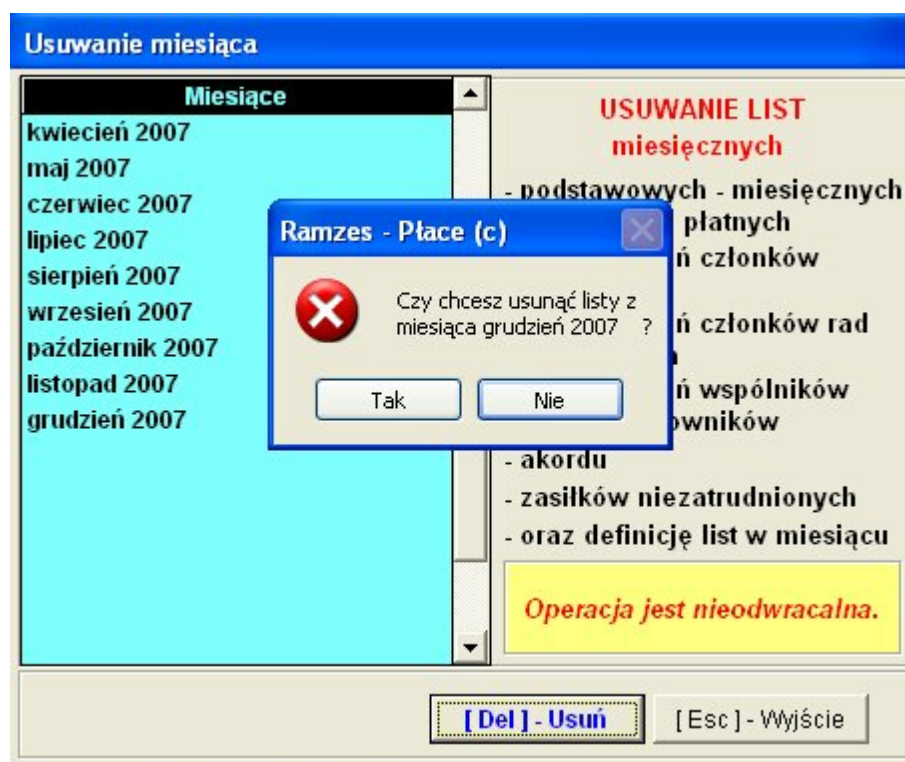 Usuwanie miesiąca
Miesiące
kwiecień 2007
maj 2007
czerwiec 2007
lipiec 2007
sierpień 2007
wrzesień 2007
październik 2007
listopad 2007
grudzień 2007
Ramzes - Płace (c)
Czy chcesz usunąć listy z
miesiąca grudzień 2007 ?
Tak Nie
USUWANIE LIST
miesięcznych
- podstawowych - miesięcznych
płatnych
członków
członków rad
wspólników
- akordu
- zasiłków niezatrudnionych
- oraz definicję list w miesiącu
Operacja jest nieodwracalna.
[ Del ] - Usuń [ Esc ] - Wyjście